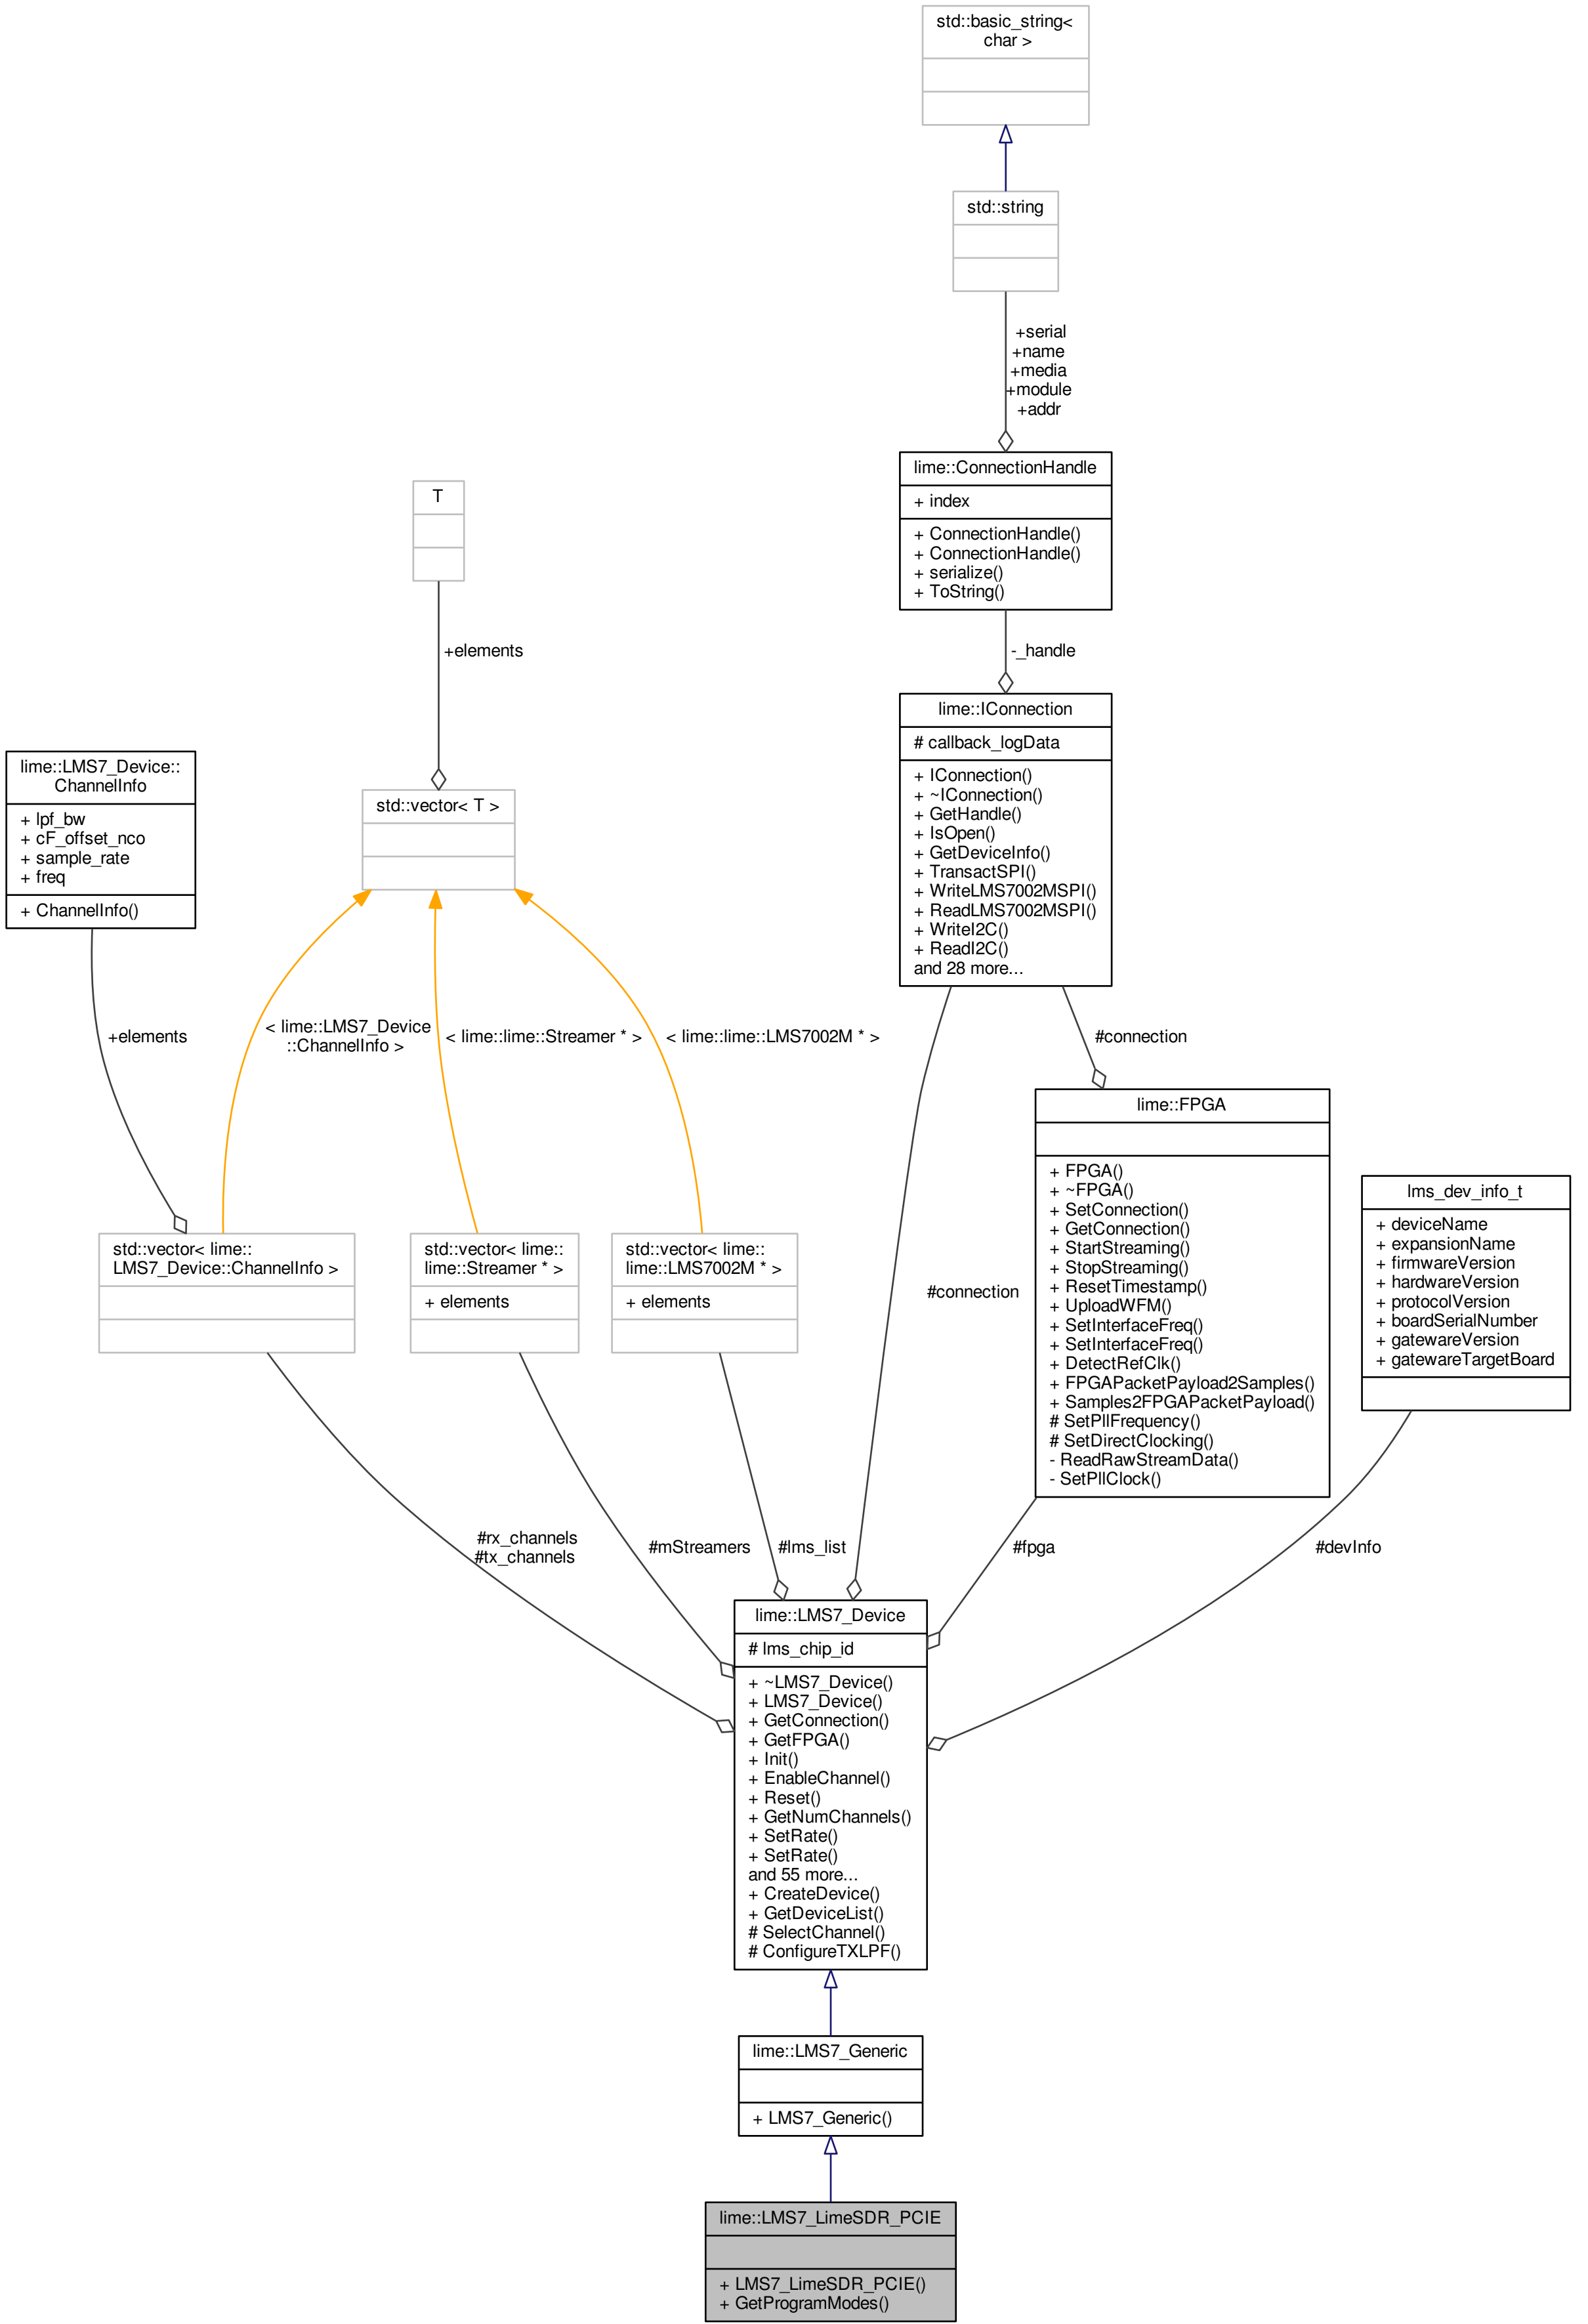 std::basic_string<
char >
std::string
+serial
+name
+media
+module
+addr
lime::ConnectionHandle
+ index
+ ConnectionHandle()
+ ConnectionHandle()
+ serialize()
+ ToString()
T
+elements
-_handle
lime::IConnection
# callback_logData
+ IConnection()
+ ~IConnection()
+ GetHandle()
+ IsOpen()
+ GetDeviceInfo()
+ TransactSPI()
+ WriteLMS7002MSPI()
+ ReadLMS7002MSPI()
+ WriteI2C()
+ ReadI2C()
and 28 more...
lime::LMS7_Device::
ChannelInfo
+ lpf_bw
+ cF_offset_nco
+ sample_rate
+ freq
+ ChannelInfo()
std::vector< T >
+elements
< lime::LMS7_Device
::ChannelInfo >
< lime::lime::Streamer * >
< lime::lime::LMS7002M * >
#connection
lime::FPGA
+ FPGA()
+ ~FPGA()
+ SetConnection()
+ GetConnection()
+ StartStreaming()
+ StopStreaming()
+ ResetTimestamp()
+ UploadWFM()
+ SetInterfaceFreq()
+ SetInterfaceFreq()
+ DetectRefClk()
+ FPGAPacketPayload2Samples()
+ Samples2FPGAPacketPayload()
# SetPllFrequency()
# SetDirectClocking()
- ReadRawStreamData()
- SetPllClock()
lms_dev_info_t
+ deviceName
+ expansionName
+ firmwareVersion
+ hardwareVersion
+ protocolVersion
+ boardSerialNumber
+ gatewareVersion
+ gatewareTargetBoard
std::vector< lime::
LMS7_Device::ChannelInfo >
std::vector< lime::
lime::Streamer * >
+ elements
std::vector< lime::
lime::LMS7002M * >
+ elements
#connection
#rx_channels
#tx_channels
#mStreamers
#lms_list
#fpga
#devInfo
lime::LMS7_Device
# lms_chip_id
+ ~LMS7_Device()
+ LMS7_Device()
+ GetConnection()
+ GetFPGA()
+ Init()
+ EnableChannel()
+ Reset()
+ GetNumChannels()
+ SetRate()
+ SetRate()
and 55 more...
+ CreateDevice()
+ GetDeviceList()
# SelectChannel()
# ConfigureTXLPF()
lime::LMS7_Generic
+ LMS7_Generic()
lime::LMS7_LimeSDR_PCIE
+ LMS7_LimeSDR_PCIE()
+ GetProgramModes()